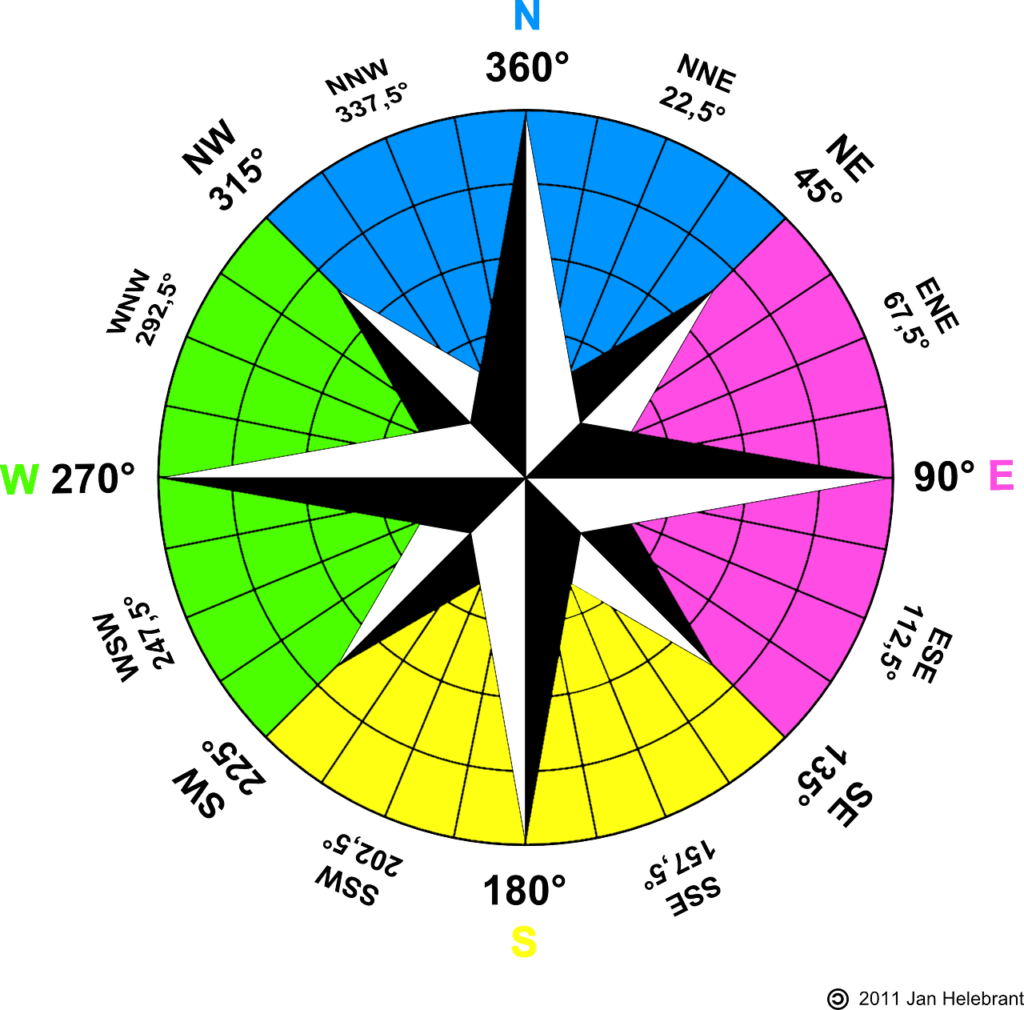 N
360°
NNW
337,5°
NNE
22,5°
NW
315°
NE
45°
WNW
292,5°
ENE
67,5°
W 270°
90° E
WSW
247,5°
ESE
112,5°
SW
225°
SE
135°
SSW
202,5°
SSE
157,5°
180°
S
© 2011 Jan Helebrant